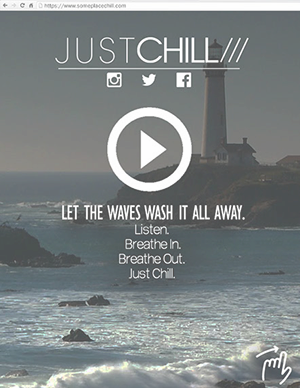 https://www.someplacechill.com
JUSTCHILL///
LET THE WAVES WASH IT ALL AWAY.
Listen.
Breathe In.
Breathe Out.
Just Chill.